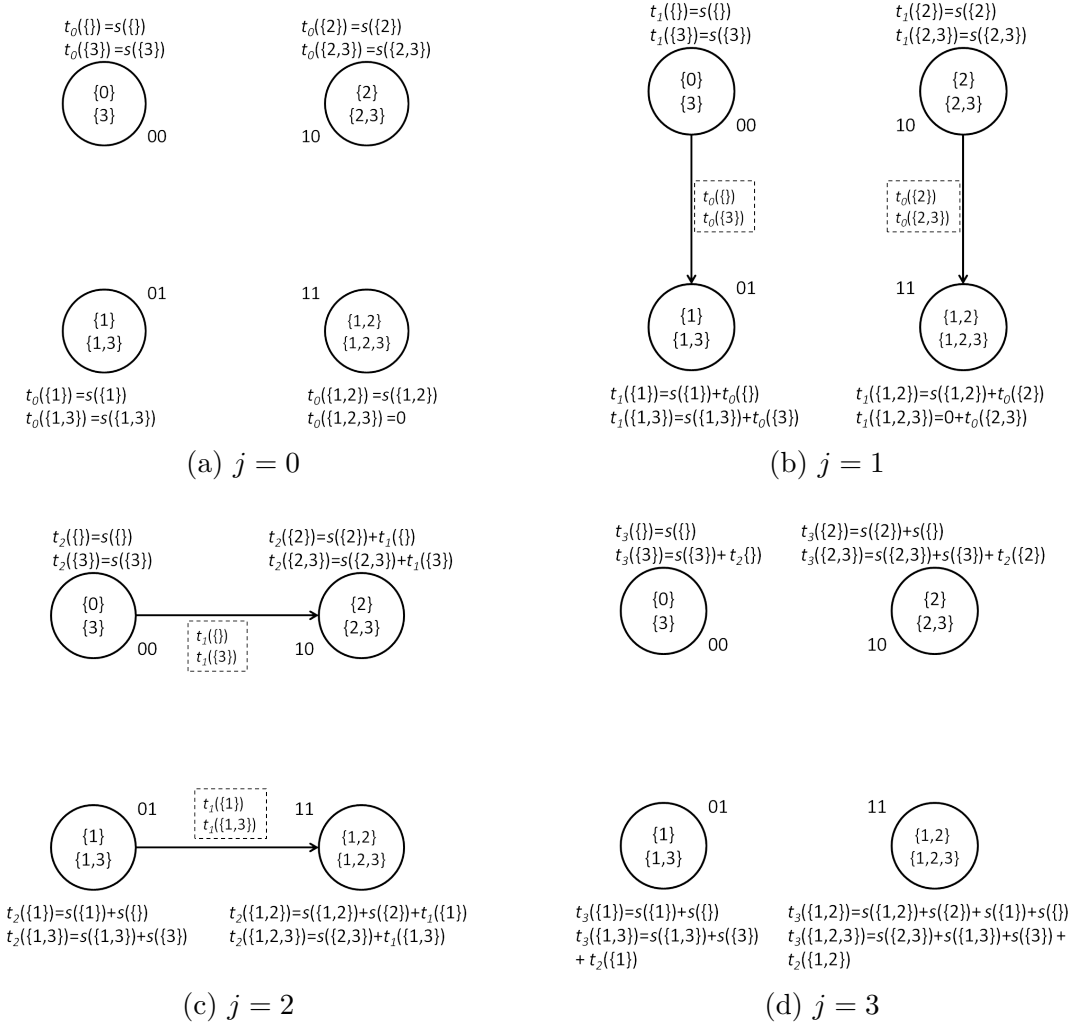 t0({}) =s({})
t0({3}) =s({3})
{0}
{3}
00
t0({2}) =s({2})
t0({2,3}) =s({2,3})
{2}
{2,3}
10
01
{1}
{1,3}
t0({1}) =s({1})
t0({1,3}) =s({1,3})
11
{1,2}
{1,2,3}
t0({1,2}) =s({1,2})
t0({1,2,3}) =0
(a) j = 0
t1({})=s({})
t1({3})=s({3})
{0}
{3}
00
t1({2})=s({2})
t1({2,3})=s({2,3})
{2}
{2,3}
10
t0({})
t0({3})
t0({2})
t0({2,3})
01
{1}
{1,3}
t1({1})=s({1})+t0({})
t1({1,3})=s({1,3})+t0({3})
11
{1,2}
{1,2,3}
t1({1,2})=s({1,2})+t0({2})
t1({1,2,3})=0+t0({2,3})
(b) j = 1
t2({})=s({})
t2({3})=s({3})
{0}
{3}
00
t1({})
t1({3})
t2({2})=s({2})+t1({})
t2({2,3})=s({2,3})+t1({3})
{2}
{2,3}
10
01
{1}
{1,3}
t2({1})=s({1})+s({})
t2({1,3})=s({1,3})+s({3})
t1({1})
t1({1,3})
11
{1,2}
{1,2,3}
t2({1,2})=s({1,2})+s({2})+t1({1})
t2({1,2,3})=s({2,3})+t1({1,3})
(c) j = 2
t3({})=s({})
t3({3})=s({3})+ t2{})
{0}
{3}
00
t3({2})=s({2})+s({})
t3({2,3})=s({2,3})+s({3})+ t2({2})
{2}
{2,3}
10
01
{1}
{1,3}
t3({1})=s({1})+s({})
t3({1,3})=s({1,3})+s({3})
+ t2({1})
11
{1,2}
{1,2,3}
t3({1,2})=s({1,2})+s({2})+ s({1})+s({})
t3({1,2,3})=s({2,3})+s({1,3})+s({3}) +
t2({1,2})
(d) j = 3